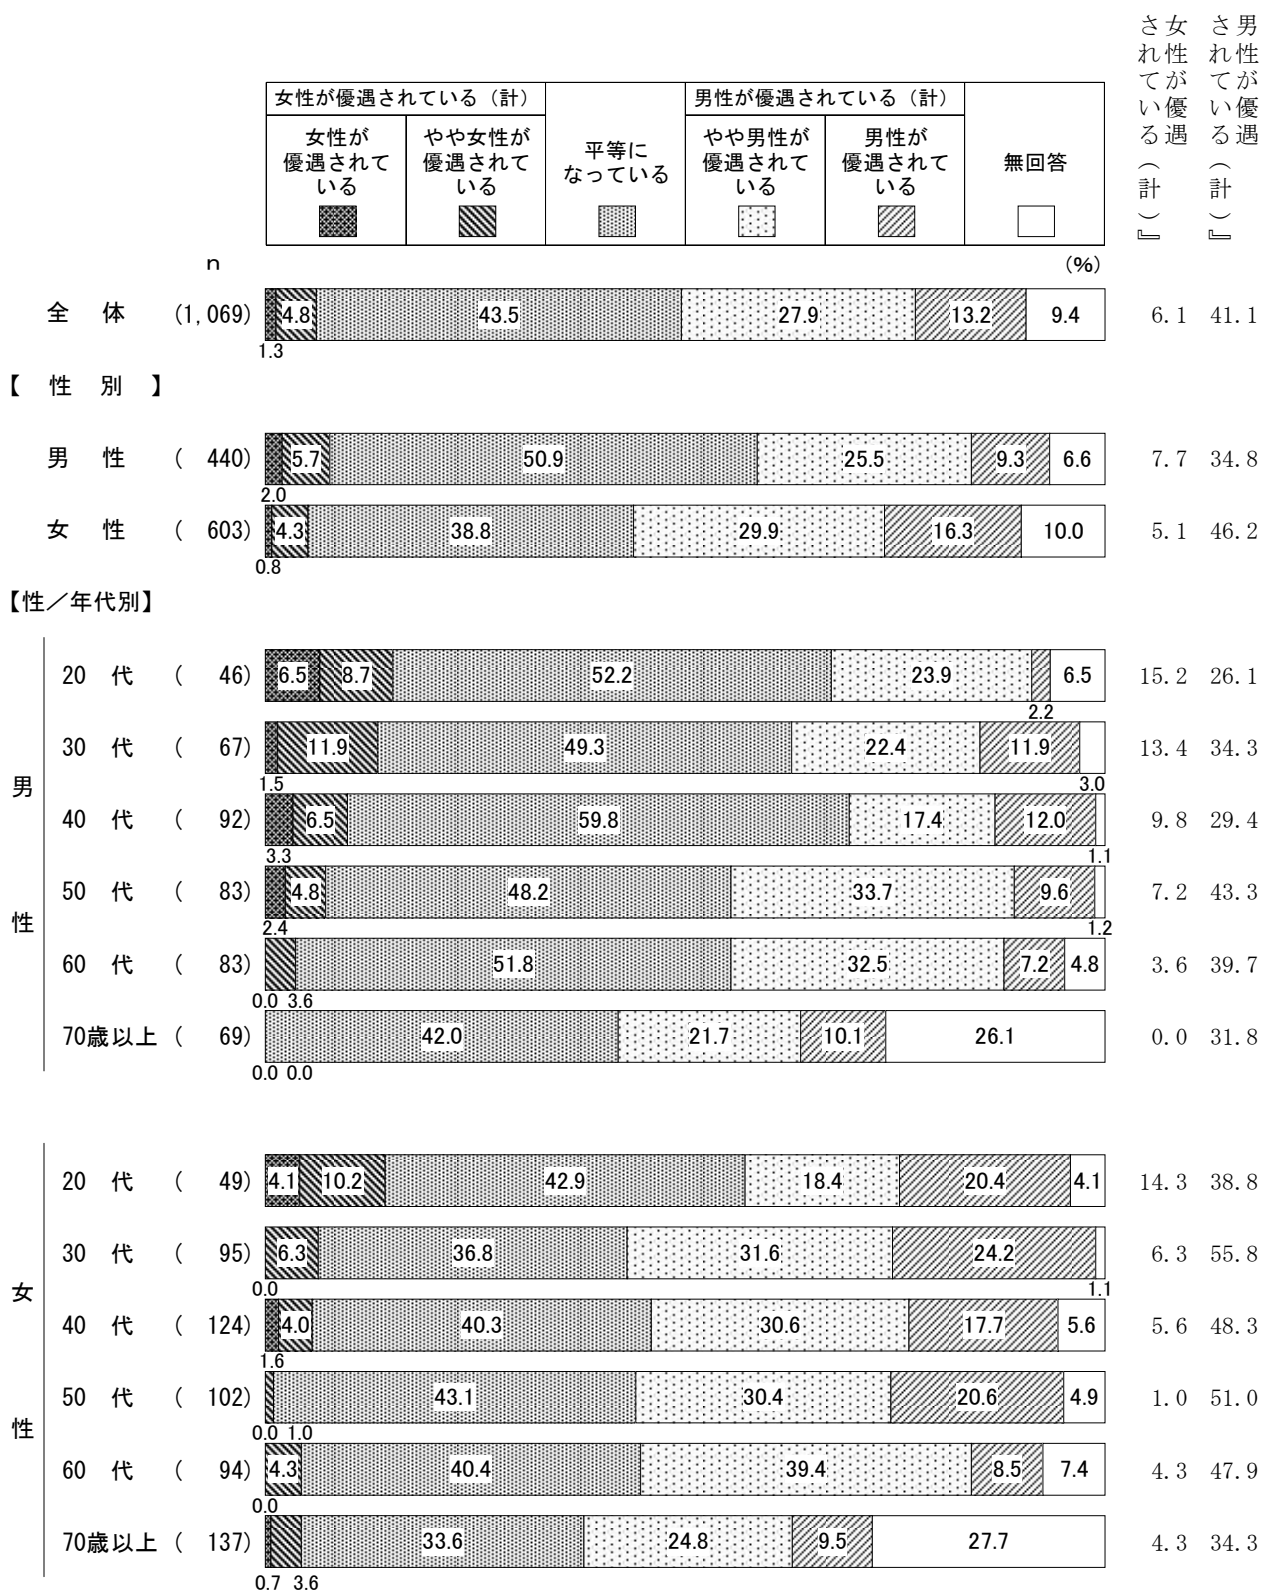 女性が優遇されている（計）』
男性が優遇されている（計）』
女性が優遇されている（計）
男性が優遇されている（計）
女性が優遇されている
やや女性が優遇されている
平等になっている
やや男性が優遇されている
男性が優遇されている
無回答
n
(%)
全 体 (1,069) 1.3 4.8 43.5 27.9 13.2 9.4 6.1 41.1
【 性 別 】
男 性 ( 440) 2.0 5.7 50.9 25.5 9.3 6.6 7.7 34.8
女 性 ( 603) 0.8 4.3 38.8 29.9 16.3 10.0 5.1 46.2
【性／年代別】
男性
20 代 ( 46) 6.5 8.7 52.2 23.9 2.2 6.5 15.2 26.1
30 代 ( 67) 1.5 11.9 49.3 22.4 11.9 3.0 13.4 34.3
40 代 ( 92) 3.3 6.5 59.8 17.4 12.0 1.1 9.8 29.4
50 代 ( 83) 2.4 4.8 48.2 33.7 9.6 1.2 7.2 43.3
60 代 ( 83) 0.0 3.6 51.8 32.5 7.2 4.8 3.6 39.7
70歳以上 ( 69) 0.0 0.0 42.0 21.7 10.1 26.1 0.0 31.8
女性
20 代 ( 49) 4.1 10.2 42.9 18.4 20.4 4.1 14.3 38.8
30 代 ( 95) 0.0 6.3 36.8 31.6 24.2 1.1 6.3 55.8
40 代 ( 124) 1.6 4.0 40.3 30.6 17.7 5.6 5.6 48.3
50 代 ( 102) 0.0 1.0 43.1 30.4 20.6 4.9 1.0 51.0
60 代 ( 94) 0.0 4.3 40.4 39.4 8.5 7.4 4.3 47.9
70歳以上 ( 137) 0.7 3.6 33.6 24.8 9.5 27.7 4.3 34.3